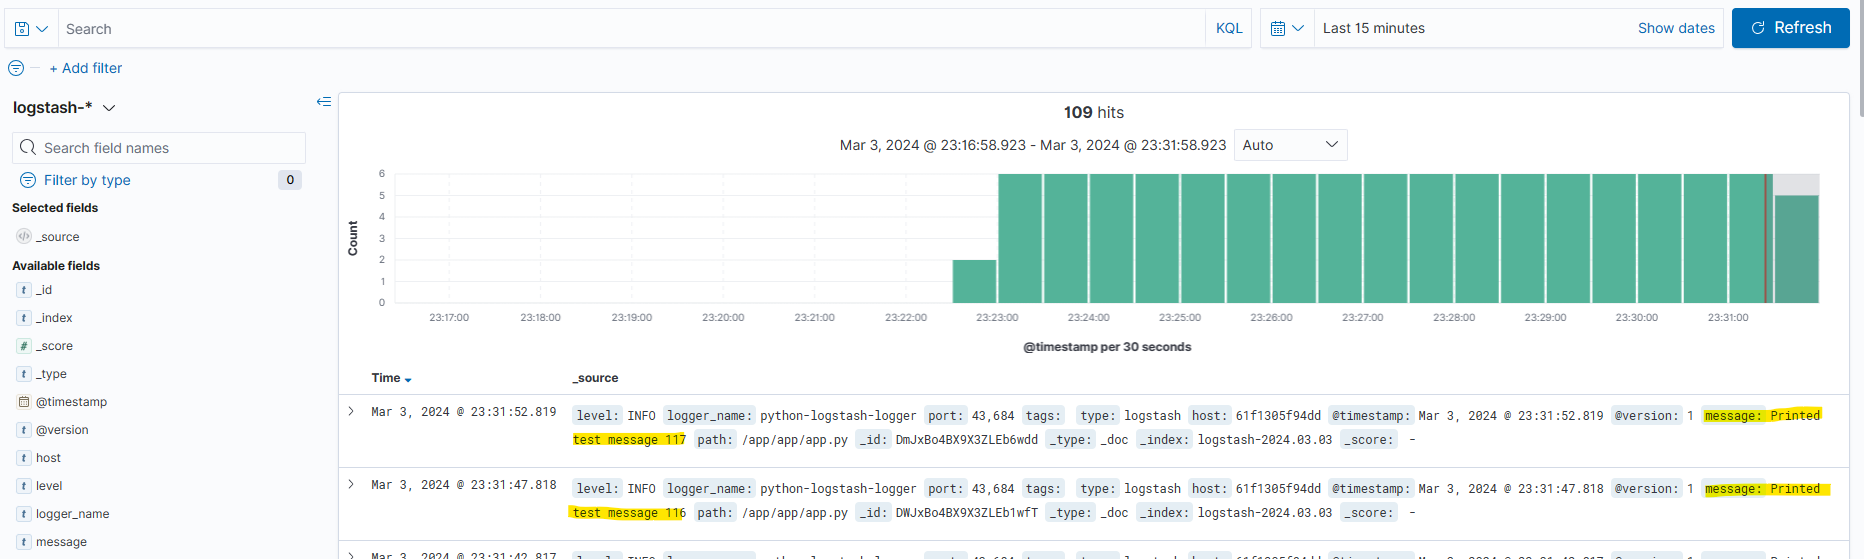 Search
KQL
Last 15 minutes
Show dates
Refresh
+ Add filter
logstash-*
Search field names
Filter by type
0
Selected fields
_source
Available fields
_id
_index
_score
_type
@timestamp
@version
host
level
logger_name
message
109 hits
Mar 3, 2024 @ 23:16:58.923 - Mar 3, 2024 @ 23:31:58.923
Auto
Count
6
5
4
3
2
1
0
23:17:00 23:18:00 23:19:00 23:20:00 23:21:00 23:22:00 23:23:00 23:24:00 23:25:00 23:26:00 23:27:00 23:28:00 23:29:00 23:30:00 23:31:00
@timestamp per 30 seconds
Time _source
Mar 3, 2024 @ 23:31:52.819 level: INFO logger_name: python-logstash-logger port: 43,684 tags: type: logstash host: 61f1305f94dd @timestamp: Mar 3, 2024 @ 23:31:52.819 @version: 1 message: Printed
test message 117 path: /app/app/app.py _id: DmJxBo4BX9X3ZLEb6wdd _type: _doc _index: logstash-2024.03.03 _score: -
Mar 3, 2024 @ 23:31:47.818 level: INFO logger_name: python-logstash-logger port: 43,684 tags: type: logstash host: 61f1305f94dd @timestamp: Mar 3, 2024 @ 23:31:47.818 @version: 1 message: Printed
test message 116 path: /app/app/app.py _id: DWJxBo4BX9X3ZLEb1wfT _type: _doc _index: logstash-2024.03.03 _score: -
Mar 3, 2024 @ 23:31:42.817